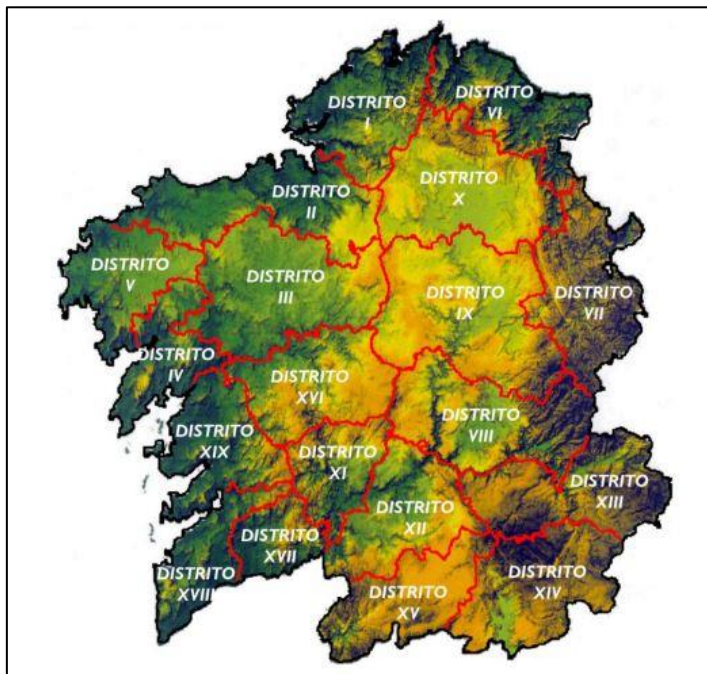 DISTRITO
I
DISTRITO
VI
DISTRITO
II
DISTRITO
X
DISTRITO
V
DISTRITO
III
DISTRITO
IX
DISTRITO
VII
DISTRITO
IV
DISTRITO
XVI
DISTRITO
VIII
DISTRITO
XIX
DISTRITO
XI
DISTRITO
XIII
DISTRITO
XII
DISTRITO
XVII
DISTRITO
XVIII
DISTRITO
XV
DISTRITO
XIV